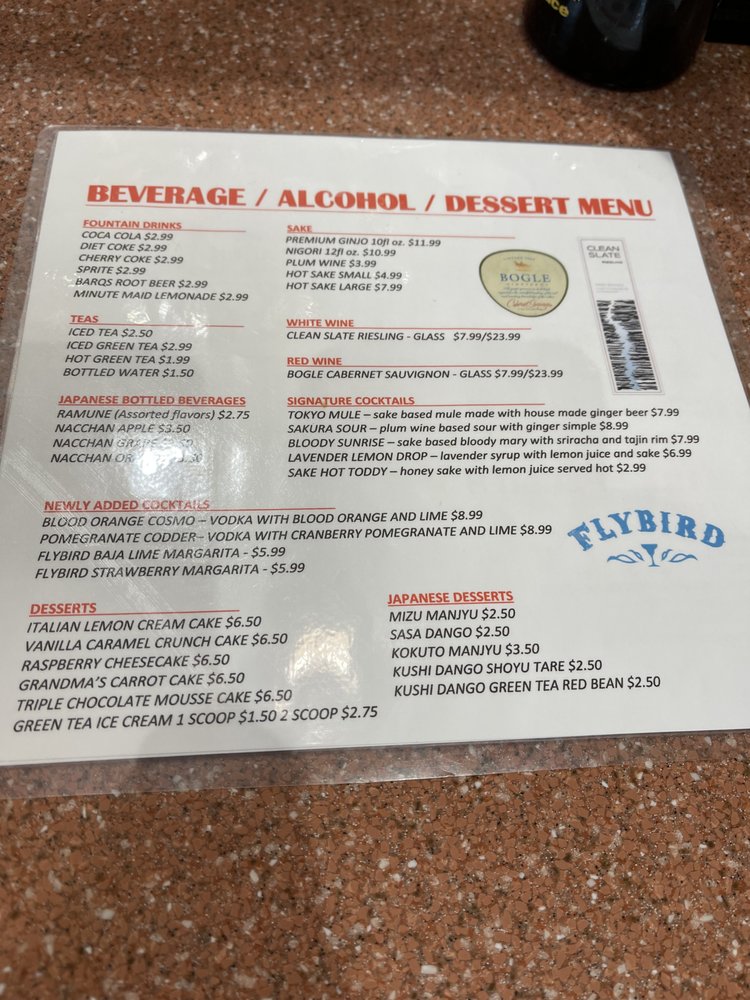 ce
BEVERAGE / ALCOHOL / DESSERT MENU
FOUNTAIN DRINKS
COCA COLA $2.99
DIET COKE $2.99
CHERRY COKE $2.99
SPRITE $2.99
BARQS ROOT BEER $2.99
MINUTE MAID LEMONADE $2.99
TEAS
ICED TEA $2.50
ICED GREEN TEA $2.99
HOT GREEN TEA $1.99
BOTTLED WATER $1.50
JAPANESE BOTTLED BEVERAGES
RAMUNE (Assorted flavors) $2.75
NACCHAN APPLE $3.50
NACCHAN
NACCHAN
SAKE
PREMIUM GINJO 10fl oz. $11.99
NIGORI 12fl oz. $10.99
PLUM WINE $3.99
HOT SAKE SMALL $4.99
HOT SAKE LARGE $7.99
BOGLE
CLEAN
SLATE
WHITE WINE
CLEAN SLATE RIESLING - GLASS $7.99/$23.99
RED WINE
BOGLE CABERNET SAUVIGNON - GLASS $7.99/$23.99
SIGNATURE COCKTAILS
TOKYO MULE – sake based mule made with house made ginger beer $7.99
SAKURA SOUR – plum wine based sour with ginger simple $8.99
BLOODY SUNRISE – sake based bloody mary with sriracha and tajin rim $7.99
LAVENDER LEMON DROP – lavender syrup with lemon juice and sake $6.99
SAKE HOT TODDY – honey sake with lemon juice served hot $2.99
NEWLY ADDED COCKTAILS
BLOOD ORANGE COSMO – VODKA WITH BLOOD ORANGE AND LIME $8.99
POMEGRANATE CODDER– VODKA WITH CRANBERRY POMEGRANATE AND LIME $8.99
FLYBIRD BAJA LIME MARGARITA - $5.99
FLYBIRD STRAWBERRY MARGARITA - $5.99
FLYBIRD
DESSERTS
ITALIAN LEMON CREAM CAKE $6.50
VANILLA CARAMEL CRUNCH CAKE $6.50
RASPBERRY CHEESECAKE $6.50
GRANDMA'S CARROT CAKE $6.50
TRIPLE CHOCOLATE MOUSSE CAKE $6.50
GREEN TEA ICE CREAM 1 SCOOP $1.50 2 SCOOP $2.75
JAPANESE DESSERTS
MIZU MANJYU $2.50
SASA DANGO $2.50
KOKUTO MANJYU $3.50
KUSHI DANGO SHOYU TARE $2.50
KUSHI DANGO GREEN TEA RED BEAN $2.50